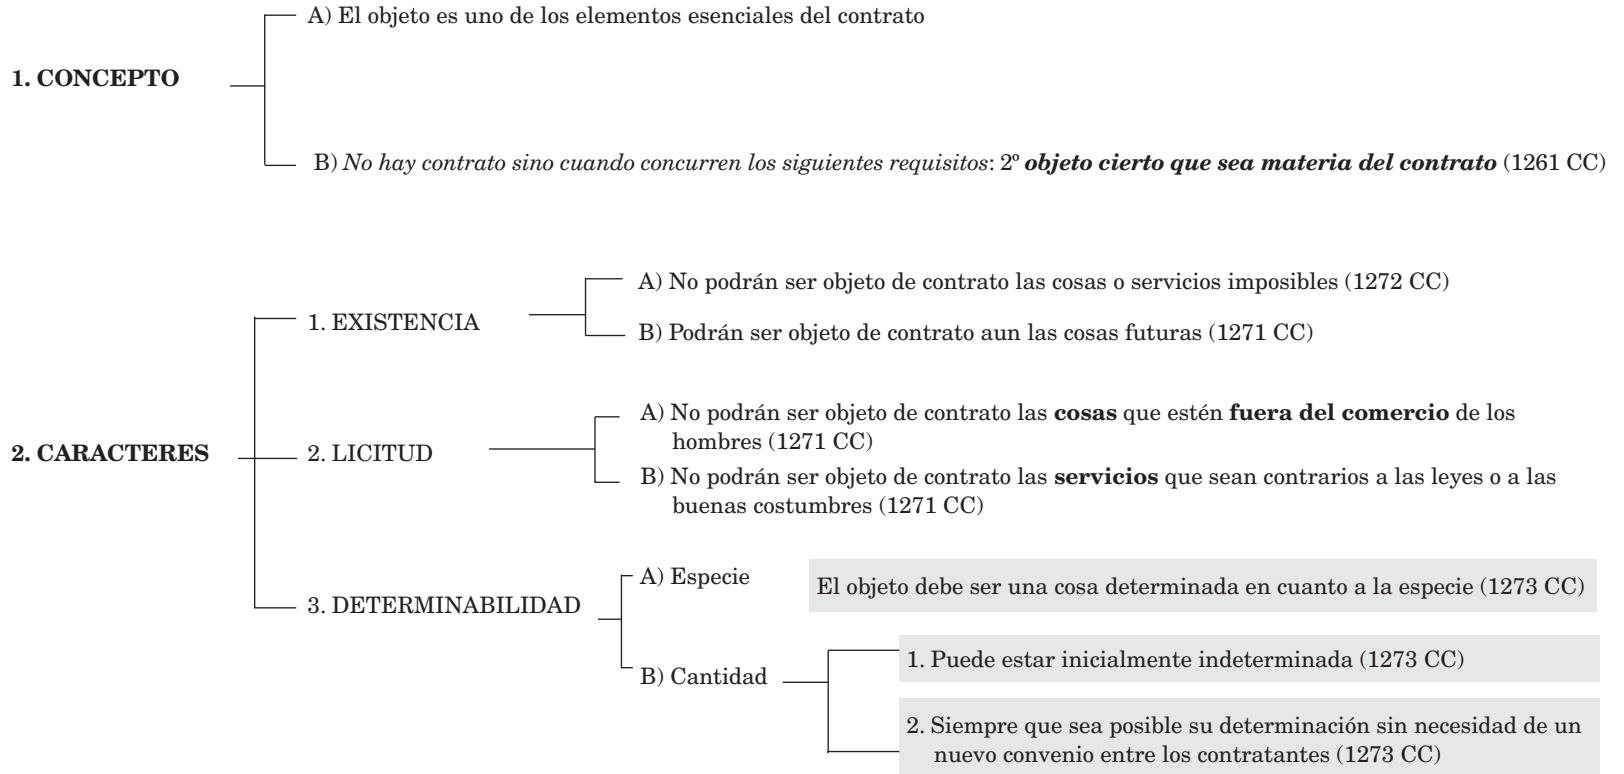 A) El objeto es uno de los elementos esenciales del contrato
1. CONCEPTO
B) No hay contrato sino cuando concurren los siguientes requisitos: 2º objeto cierto que sea materia del contrato (1261 CC)
A) No podrán ser objeto de contrato las cosas o servicios imposibles (1272 CC)
1. EXISTENCIA
B) Podrán ser objeto de contrato aun las cosas futuras (1271 CC)
A) No podrán ser objeto de contrato las cosas que estén fuera del comercio de los
hombres (1271 CC)
2. CARACTERES
2. LICITUD
B) No podrán ser objeto de contrato las servicios que sean contrarios a las leyes o a las
buenas costumbres (1271 CC)
A) Especie
El objeto debe ser una cosa determinada en cuanto a la especie (1273 CC)
3. DETERMINABILIDAD
1. Puede estar inicialmente indeterminada (1273 CC)
B) Cantidad
2. Siempre que sea posible su determinación sin necesidad de un
nuevo convenio entre los contratantes (1273 CC)